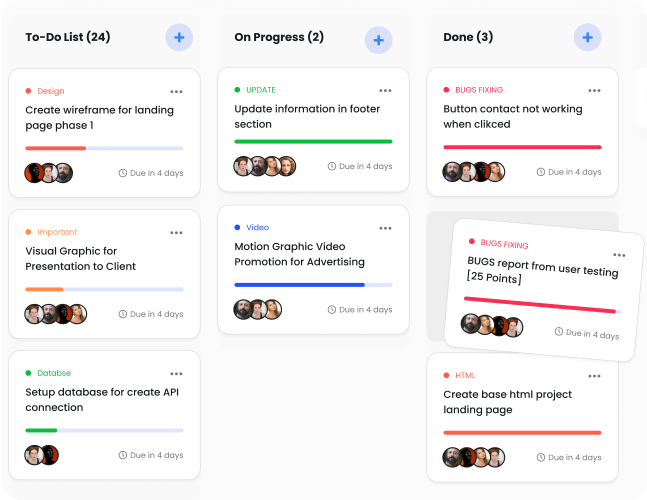 To-Do List (24)
Design
Create wireframe for landing
page phase 1
Due in 4 days
Important
Visual Graphic for
Presentation to Client
Due in 4 days
Databse
Setup database for create API
connection
Due in 4 days
On Progress (2)
UPDATE
Update information in footer
section
Due in 4 days
Video
Motion Graphic Video
Promotion for Advertising
Due in 4 days
Done (3)
BUGS FIXING
Button contact not working
when clikced
Due in 4 days
BUGS FIXING
BUGS report from user testing
[25 Points]
Due in 4 days
HTML
Create base html project
landing page
Due in 4 days